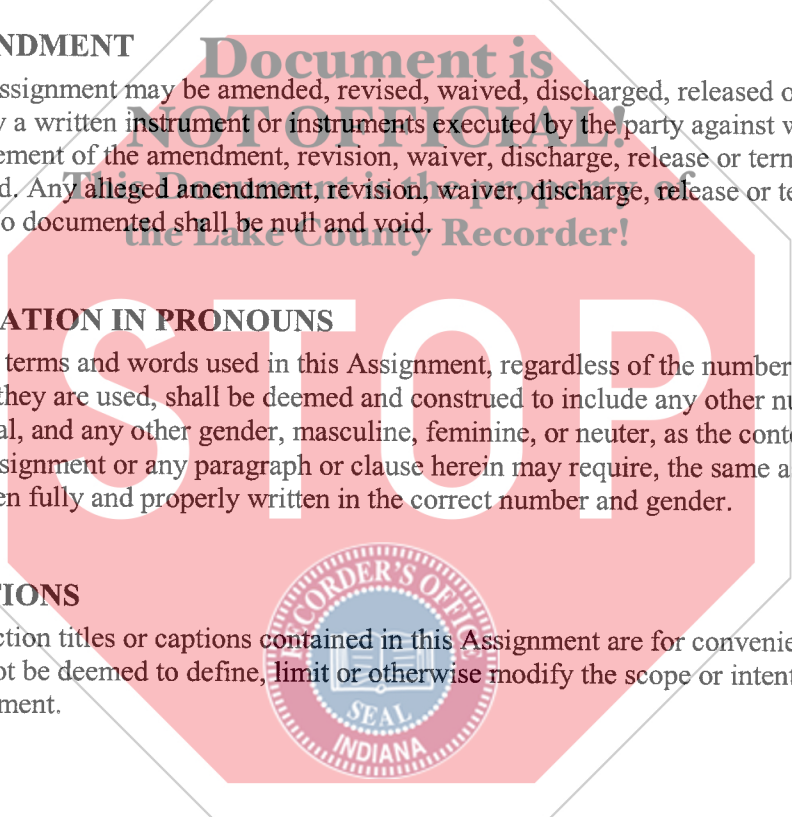 NDMENT
Document is
ssignment may be amended, revised, waived, discharged, released o
y a written instrument or instruments executed by the party against w
NOT OFFICIAL!
ement of the amendment, revision, waiver, discharge, release or term
This Document is the property of
d. Any alleged amendment, revision, waiver, discharge, release or te
o documented shall be null and void.
the Lake County Recorder!
ATION IN PRONOUNS
terms and words used in this Assignment, regardless of the number
they are used, shall be deemed and construed to include any other nu
al, and any other gender, masculine, feminine, or neuter, as the conte
STOP
signment or any paragraph or clause herein may require, the same a
en fully and properly written in the correct number and gender.
TIONS
ction titles or captions contained in this Assignment are for convenie
ot be deemed to define, limit or otherwise modify the scope or intent
ment.
RECORDER'S OFFICE
SEAL
INDIANA